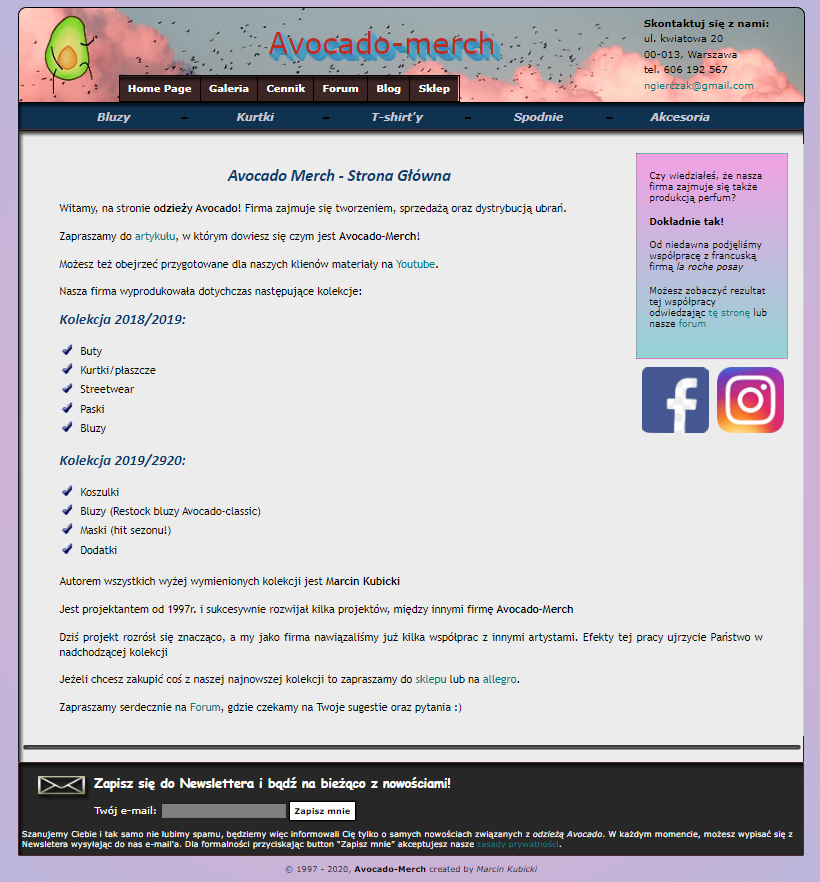 Avocado-merch
Skontaktuj się z nami:
ul. kwiatowa 20
00-013, Warszawa
tel. 606 192 567
ngierczak@gmail.com
Home Page Galeria Cennik Forum Blog Sklep
Bluzy - Kurtki - T-shirt'y - Spodnie - Akcesoria
Avocado Merch - Strona Główna
Witamy, na stronie odzieży Avocado! Firma zajmuje się tworzeniem, sprzedażą oraz dystrybucją ubrań.
Zapraszamy do artykułu, w którym dowiesz się czym jest Avocado-Merch!
Możesz też obejrzeć przygotowane dla naszych klienów materiały na Youtube.
Nasza firma wyprodukowała dotychczas następujące kolekcje:
Kolekcja 2018/2019:
Buty
Kurtki/płaszcze
Streetwear
Paski
Bluzy
Kolekcja 2019/2920:
Koszulki
Bluzy (Restock bluzy Avocado-classic)
Maski (hit sezonu!)
Dodatki
Autorem wszystkich wyżej wymienionych kolekcji jest Marcin Kubicki
Jest projektantem od 1997r. i sukcesywnie rozwijał kilka projektów, między innymi firmę Avocado-Merch
Dziś projekt rozrósł się znacząco, a my jako firma nawiązaliśmy już kilka współprac z innymi artystami. Efekty tej pracy ujrzycie Państwo w
nadchodzącej kolekcji
Jeżeli chcesz zakupić coś z naszej najnowszej kolekcji to zapraszamy do sklepu lub na allegro.
Zapraszamy serdecznie na Forum, gdzie czekamy na Twoje sugestie oraz pytania :)
Czy wiedziałeś, że nasza
firma zajmuje się także
produkcją perfum?
Dokładnie tak!
Od niedawna podjęliśmy
współpracę z francuską
firmą la roche posay
Możesz zobaczyć rezultat
tej współpracy
odwiedzając tę stronę lub
nasze forum
Zapisz się do Newslettera i bądź na bieżąco z nowościami!
Twój e-mail: Zapisz mnie
Szanujemy Ciebie i tak samo nie lubimy spamu, będziemy więc informowali Cię tylko o samych nowościach związanych z odzieżą Avocado. W każdym momencie, możesz wypisać się z
Newsletera wysyłając do nas e-mail'a. Dla formalności przyciskając button "Zapisz mnie" akceptujesz nasze zasady prywatności.
© 1997 - 2020, Avocado-Merch created by Marcin Kubicki